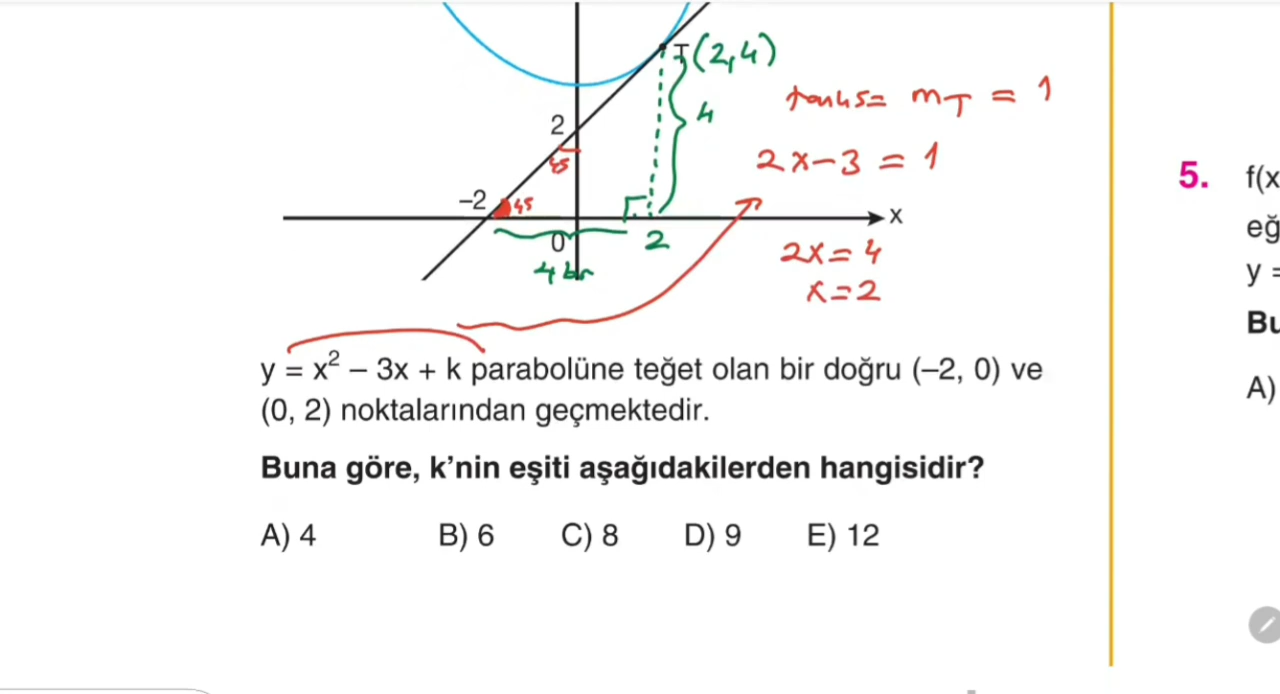 T(2,4)
4
tan45= mT = 1
2
45
2x-3 = 1
-2
45
x
0
2
4 br
2x= 4
x=2
y = x² – 3x + k parabolüne teğet olan bir doğru (–2, 0) ve
(0, 2) noktalarından geçmektedir.
Buna göre, k’nin eşiti aşağıdakilerden hangisidir?
A) 4 B) 6 C) 8 D) 9 E) 12
5. f(x
eğ
y =
Bu
A)